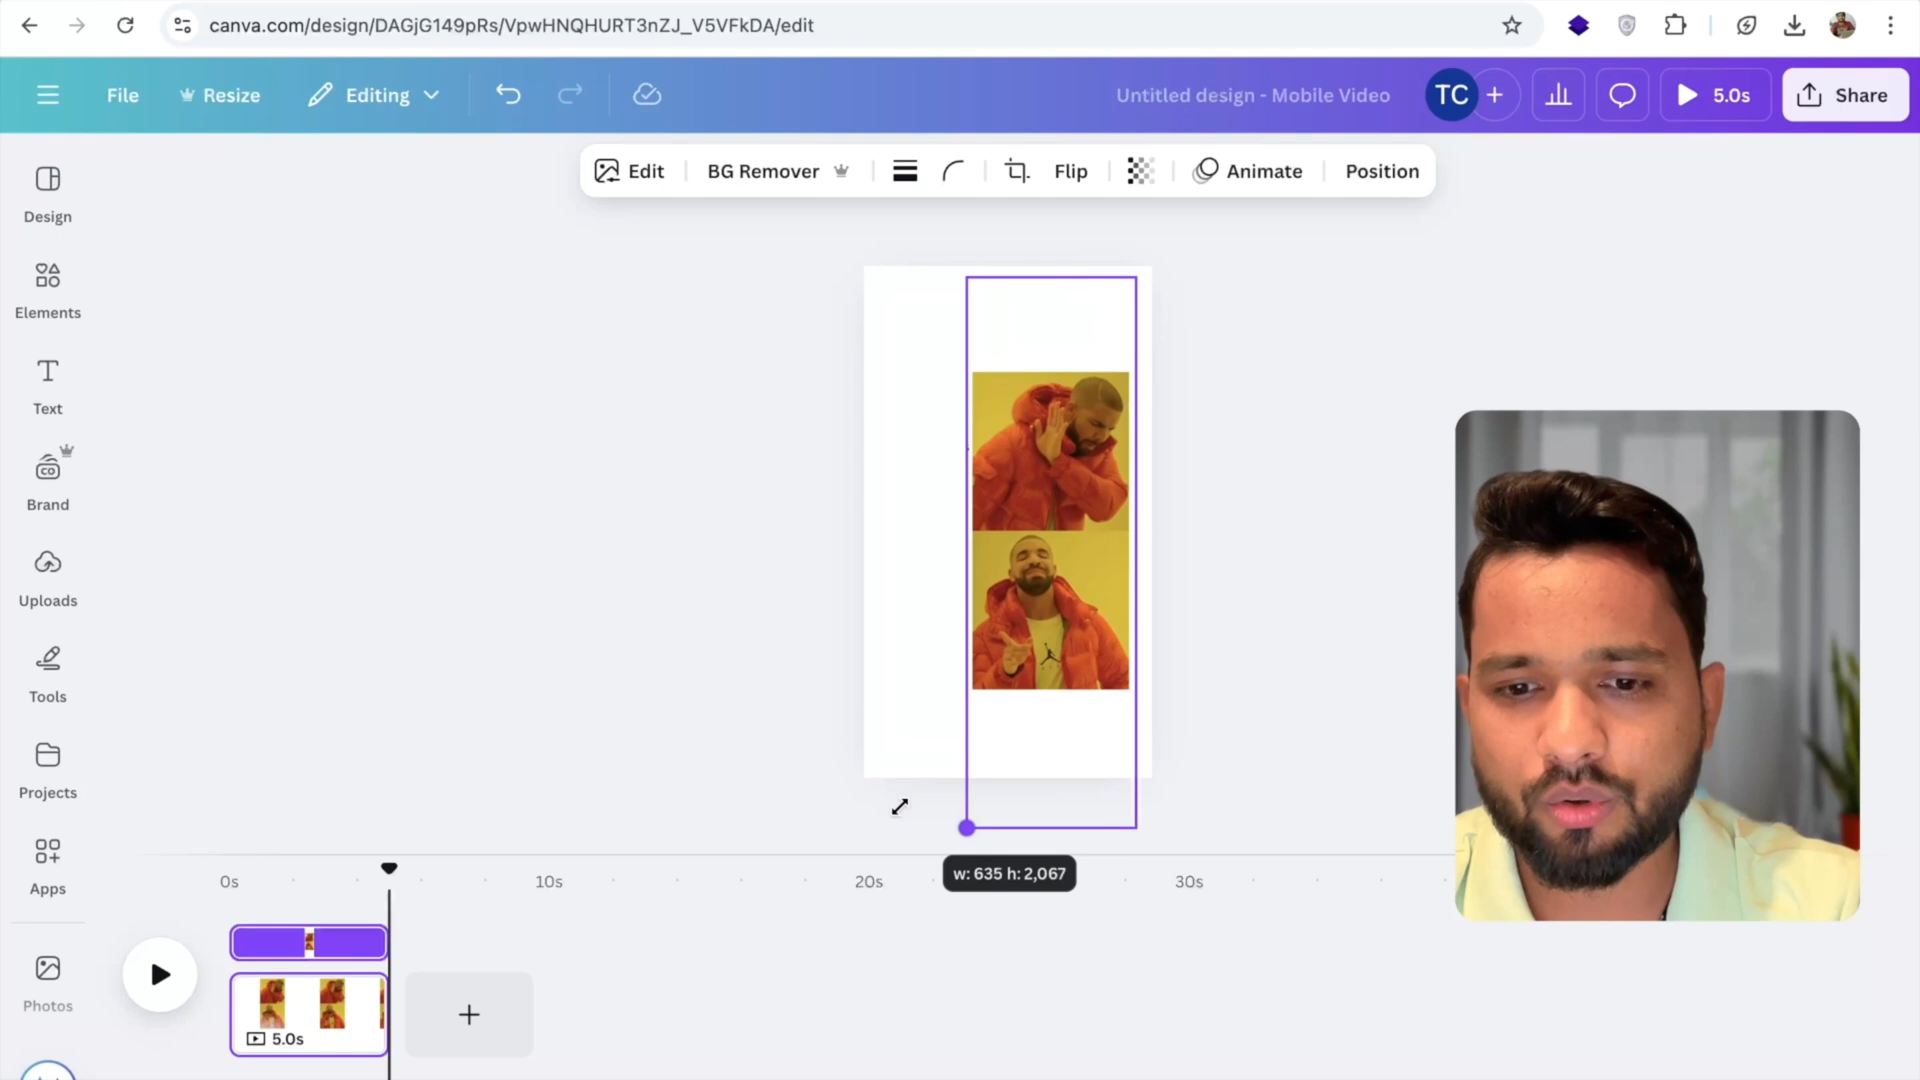 canva.com/design/DAGjG149pRs/VpwHNQHURT3nZJ_V5VFkDA/edit
File
Resize
Editing
Untitled design - Mobile Video
TC
5.0s
Share
Edit
BG Remover
Flip
Animate
Position
Design
Elements
Text
CO
Brand
Uploads
Tools
Projects
Apps
Photos
w: 635 h: 2,067
0s
10s
20s
30s
5.0s